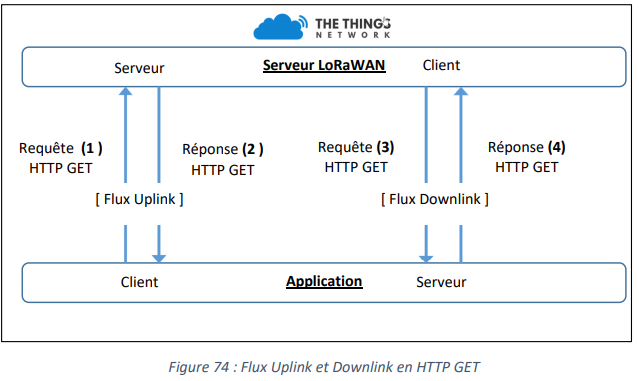 THE THINGS
NETWORK
Serveur Serveur LoRaWAN Client
Requête (1 ) Réponse (2 ) Requête (3) Réponse (4)
HTTP GET HTTP GET HTTP GET HTTP GET
[ Flux Uplink ] [ Flux Downlink ]
Client Application Serveur
Figure 74 : Flux Uplink et Downlink en HTTP GET